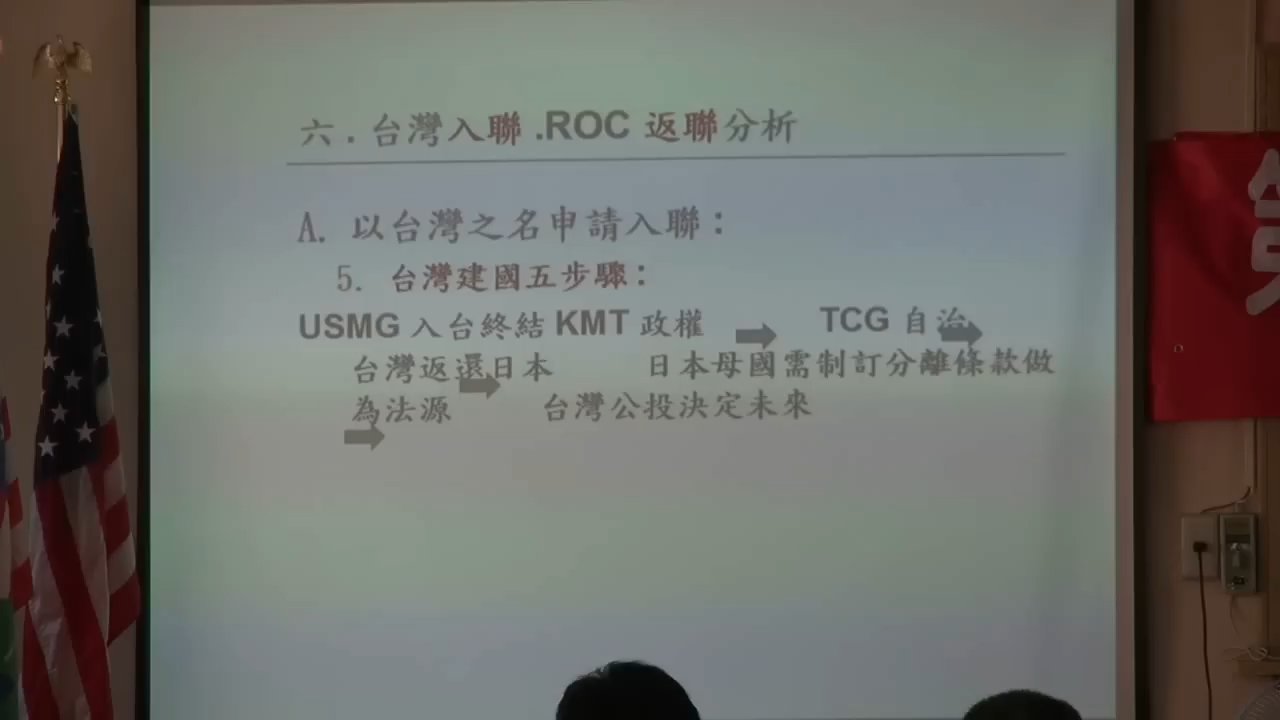 六.台灣入聯.ROC 返聯分析
A. 以台灣之名申請入聯：
5. 台灣建國五步驟：
USMG 入台終結 KMT 政權 TCG 自治
台灣返還日本 日本母國需制訂分離條款做
為法源 台灣公投決定未來